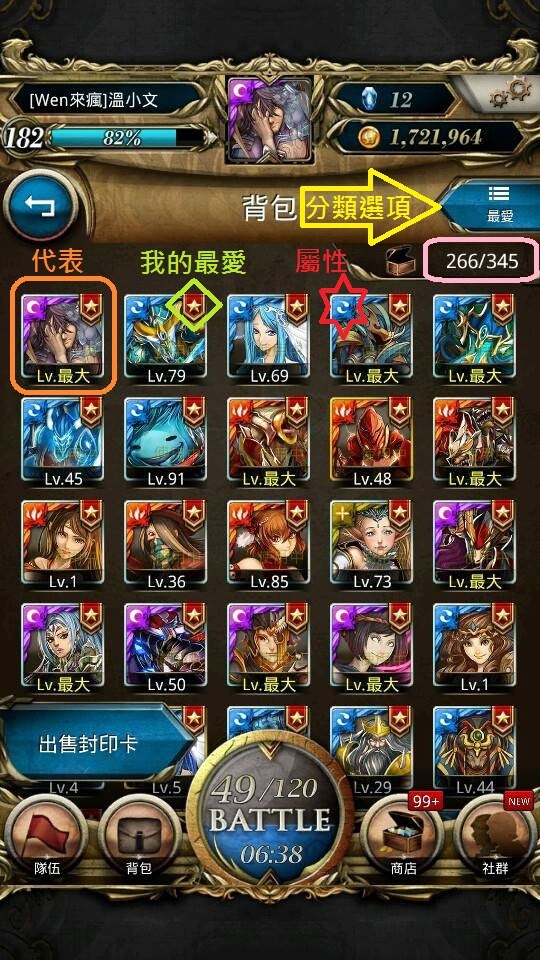 [Wen來瘋]溫小文
12
182
82%
1,721,964
背包
分類選項
最愛
代表
我的最愛
屬性
266/345
Lv.最大
Lv.79
Lv.69
Lv.最大
Lv.最大
Lv.45
Lv.91
Lv.最大
Lv.48
Lv.最大
Lv.1
Lv.36
Lv.85
Lv.73
Lv.最大
Lv.最大
Lv.50
Lv.最大
Lv.最大
Lv.1
出售封印卡
Lv.4
Lv.5
Lv.29
Lv.44
49/120
BATTLE
06:38
99+
NEW
隊伍
背包
商店
社群